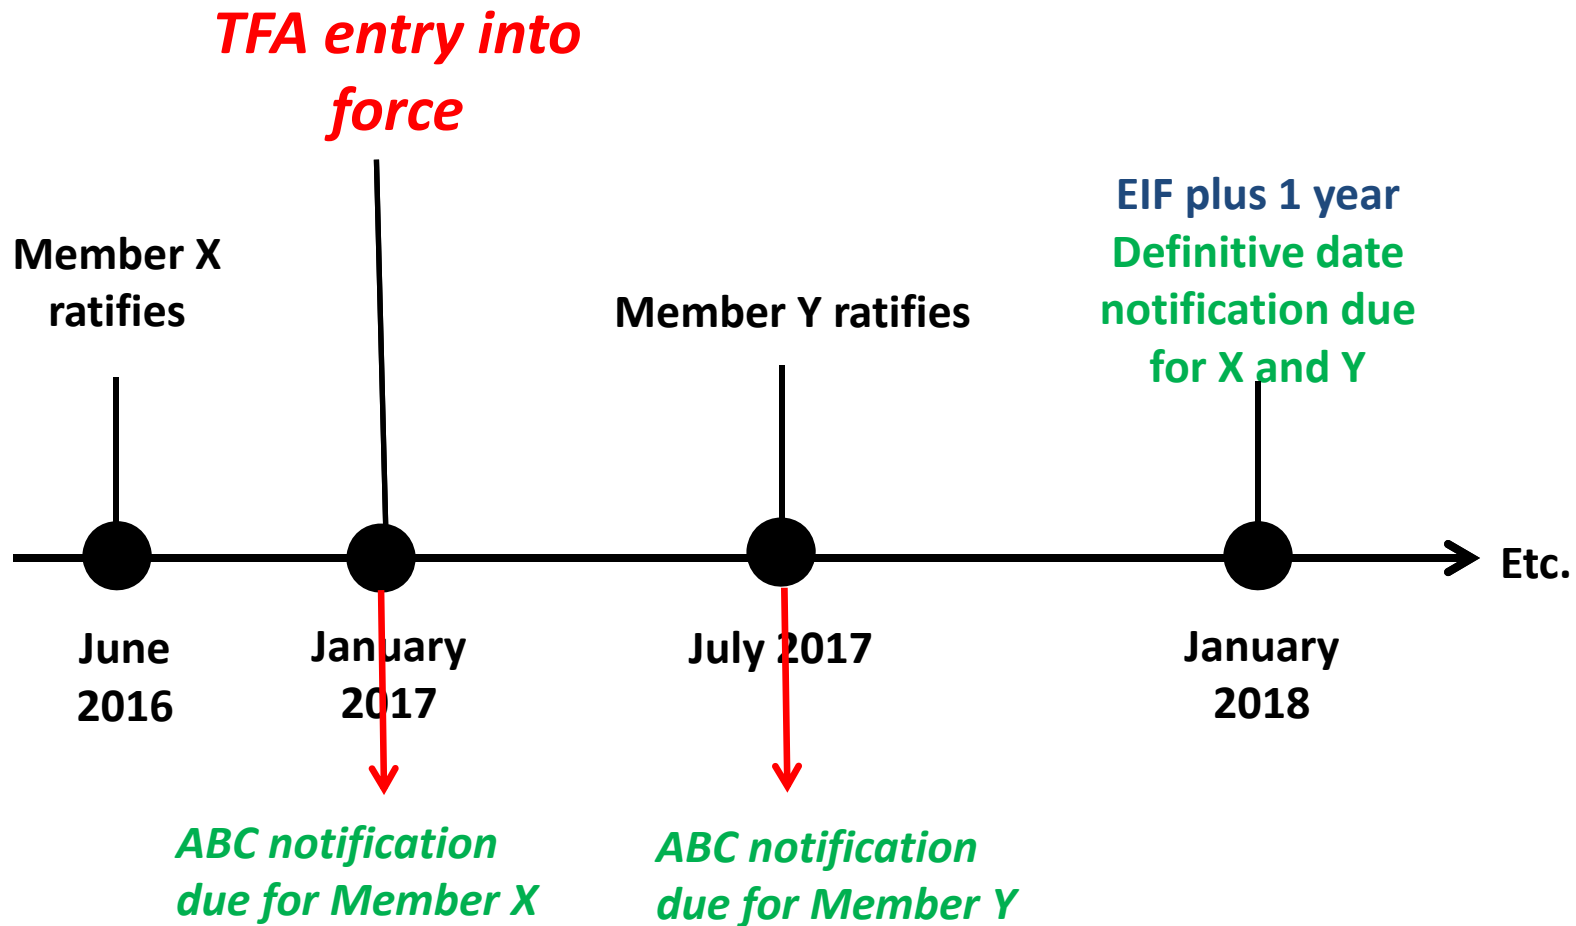 TFA entry into
force
Member X
ratifies
Member Y ratifies
EIF plus 1 year
Definitive date
notification due
for X and Y
Etc.
June
2016
January
2017
July 2017
January
2018
ABC notification
due for Member X
ABC notification
due for Member Y